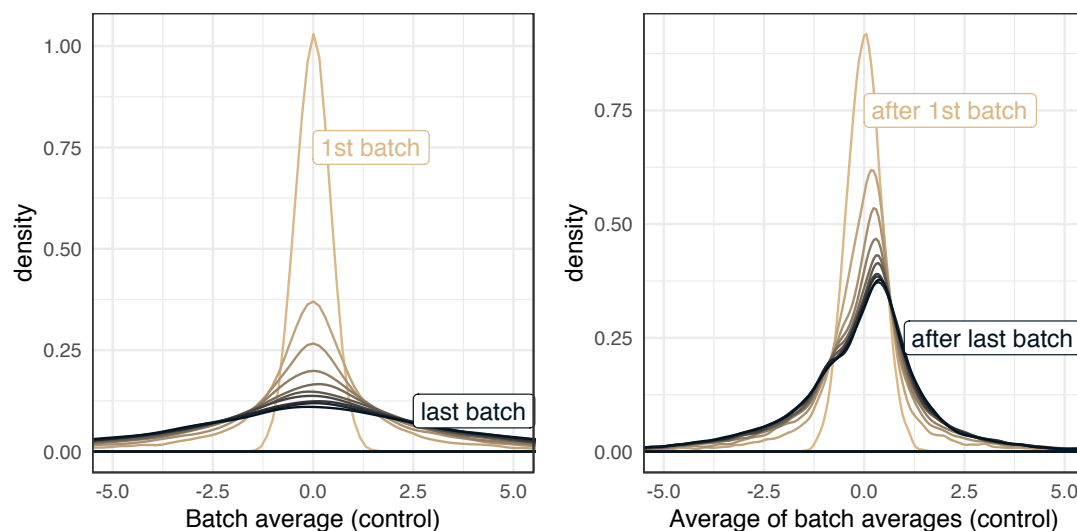 1.00
0.75
0.50
0.25
0.00
density
1st batch
last batch
-5.0 -2.5 0.0 2.5 5.0
Batch average (control)
0.75
0.50
0.25
0.00
density
after 1st batch
after last batch
-5.0 -2.5 0.0 2.5 5.0
Average of batch averages (control)